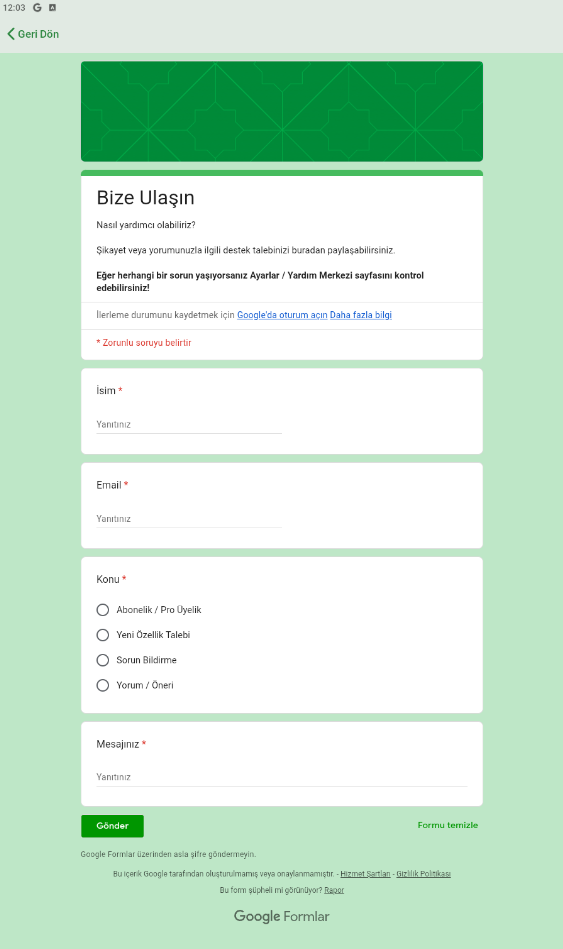 12:03
Geri Dön
Bize Ulaşın
Nasıl yardımcı olabiliriz?
Şikayet veya yorumunuzla ilgili destek talebinizi buradan paylaşabilirsiniz.
Eğer herhangi bir sorun yaşıyorsanız Ayarlar / Yardım Merkezi sayfasını kontrol
edebilirsiniz!
İlerleme durumunu kaydetmek için Google'da oturum açın Daha fazla bilgi
* Zorunlu soruyu belirtir
İsim *
Yanıtınız
Email *
Yanıtınız
Konu *
Abonelik / Pro Üyelik
Yeni Özellik Talebi
Sorun Bildirme
Yorum / Öneri
Mesajınız *
Yanıtınız
Gönder
Formu temizle
Google Formlar üzerinden asla şifre göndermeyin.
Bu içerik Google tarafından oluşturulmamış veya onaylanmamıştır. - Hizmet Şartları - Gizlilik Politikası
Bu form şüpheli mi görünüyor? Rapor
Google Formlar